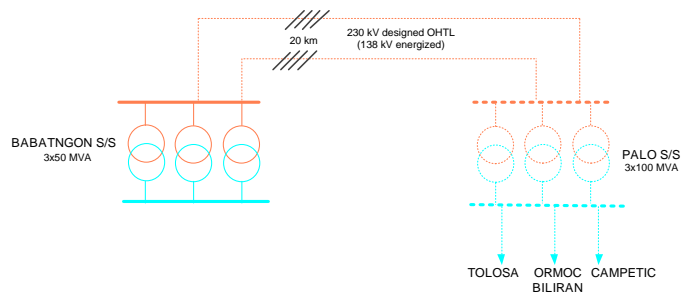 20 km
230 kV designed OHTL
(138 kV energized)
BABATNGON S/S
3x50 MVA
PALO S/S
3x100 MVA
TOLOSA
ORMOC
BILIRAN
CAMPETIC